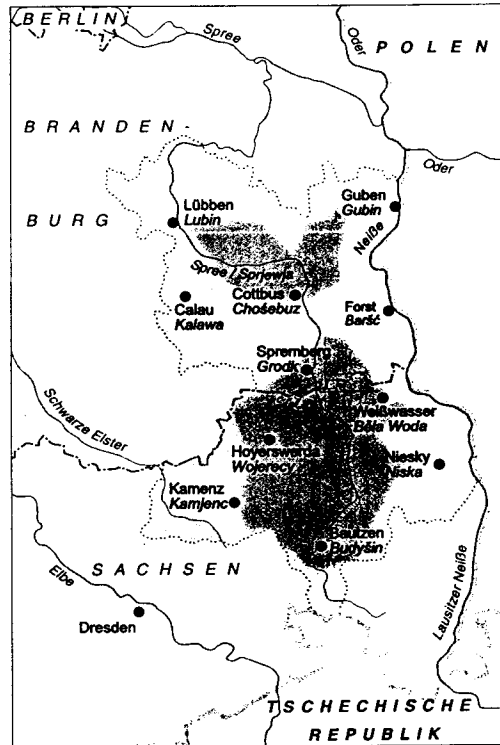 BERLIN
Spree
Oder
POLEN
BRANDEN-
Oder
Lübben
Lubin
Guben
Gubin
BURG
Neiße
Spree / Sprjewja
Cottbus
Chośebuz
Calau
Kalawa
Forst
Baršć
Spremberg
Grodk
Schwarze Elster
Weißwasser
Běła Woda
Hoyerswerda
Wojerecy
Niesky
Niska
Kamenz
Kamjenc
Bautzen
Budyšin
SACHSEN
Elbe
Lausitzer Neiße
Dresden
TSCHECHISCHE
REPUBLIK